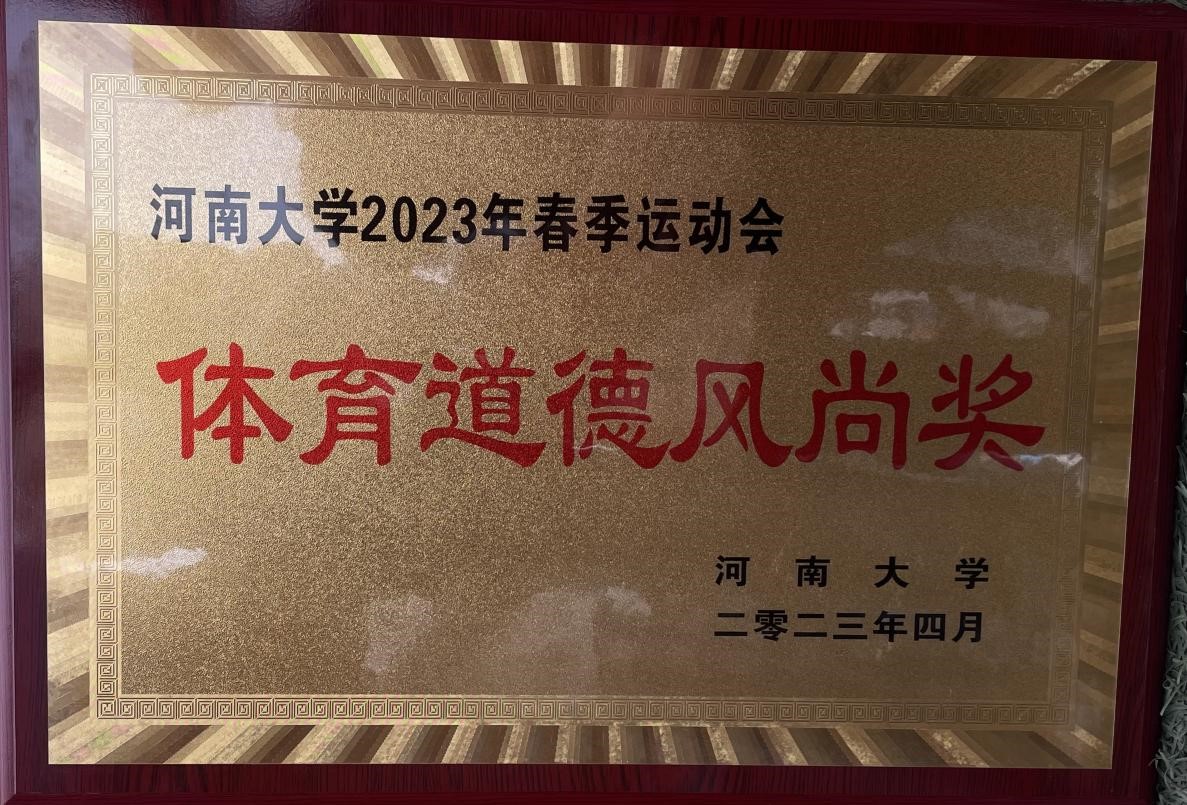 河南大学2023年春季运动会
体育道德风尚奖
河南大学
二零二三年四月